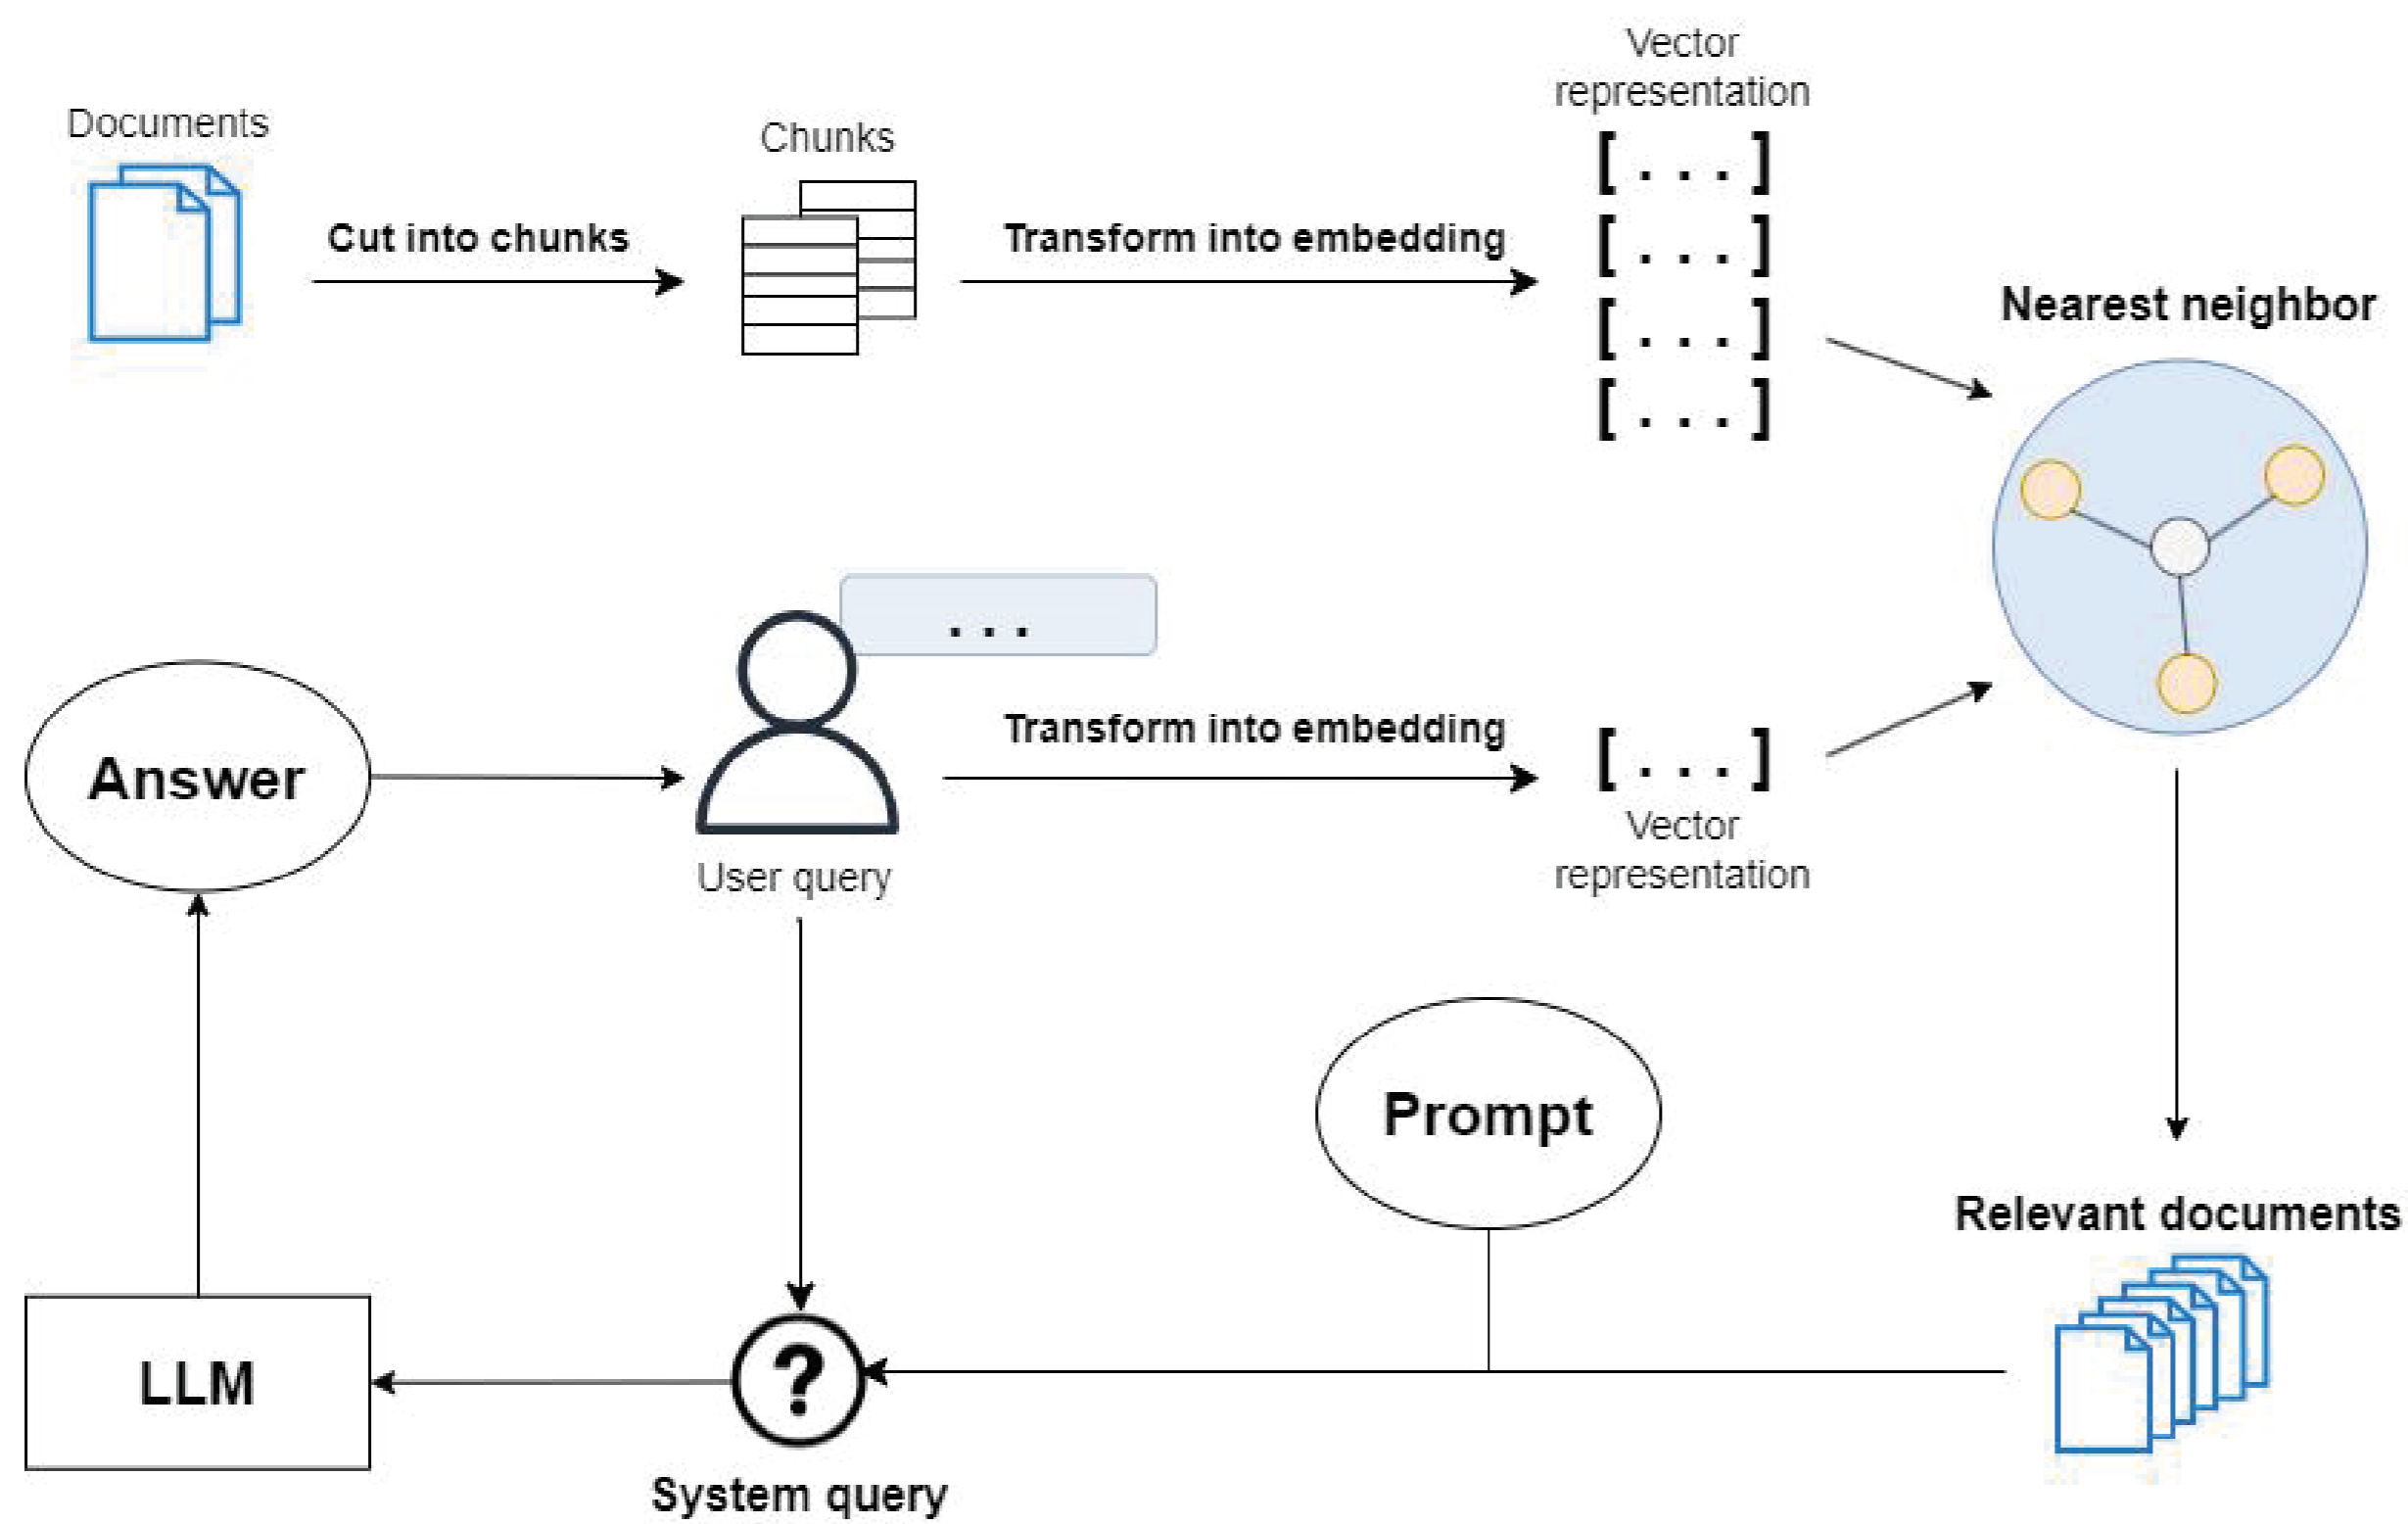 Vector
representation
Documents
Chunks
[ . . . ]
Cut into chunks
Transform into embedding
[ . . . ]
Nearest neighbor
[ . . . ]
[ . . . ]
. . .
Transform into embedding
[ . . . ]
Answer
Vector
representation
User query
Prompt
Relevant documents
LLM
?
System query